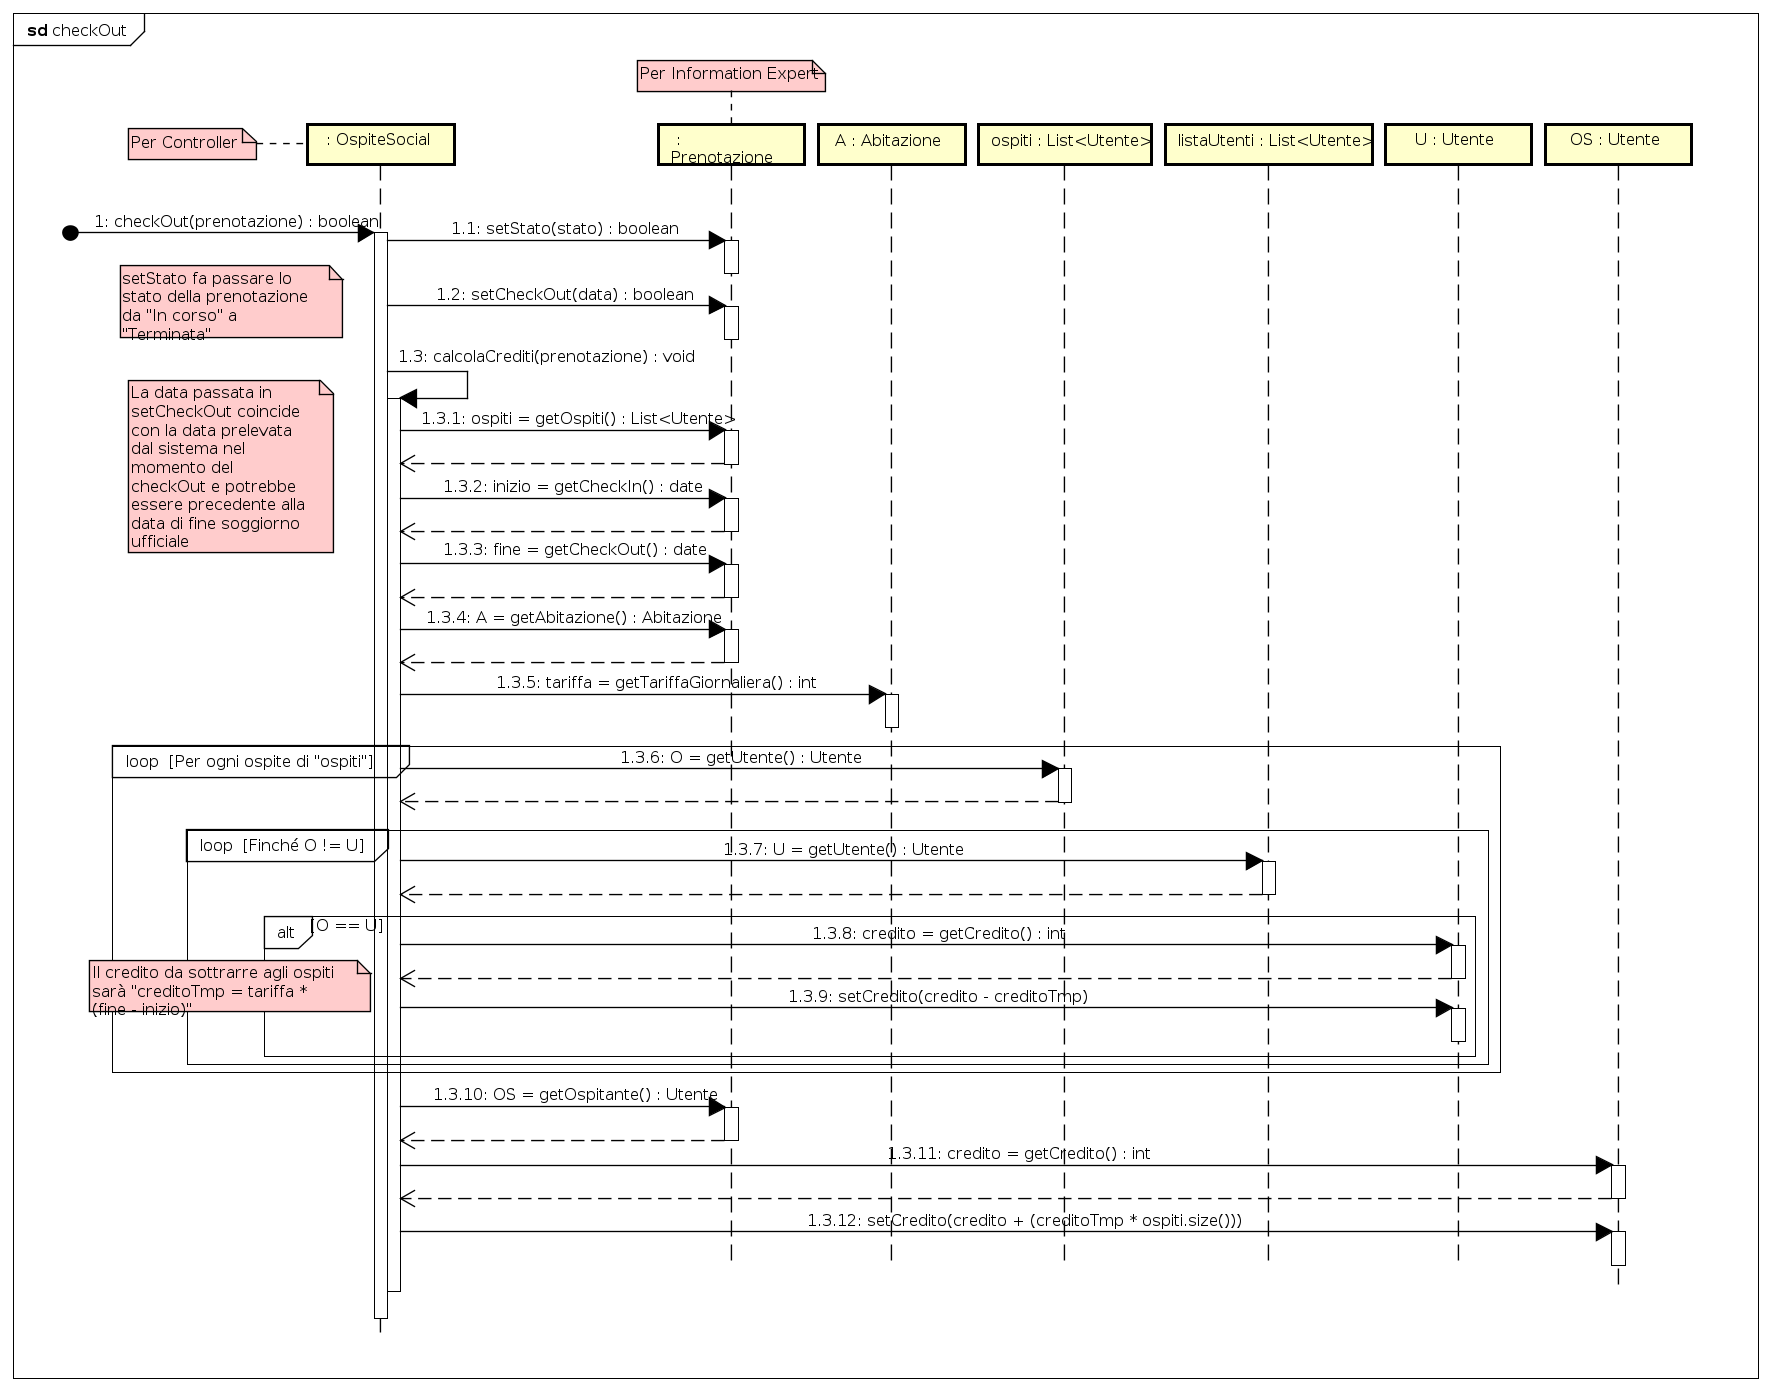 sd checkOut
Per Information Expert
Per Controller
: OspiteSocial
:
Prenotazione
A : Abitazione
ospiti : List<Utente>
listaUtenti : List<Utente>
U : Utente
OS : Utente
1: checkOut(prenotazione) : boolean
1.1: setStato(stato) : boolean
setStato fa passare lo
stato della prenotazione
da "In corso" a
"Terminata"
1.2: setCheckOut(data) : boolean
1.3: calcolaCrediti(prenotazione) : void
La data passata in
setCheckOut coincide
con la data prelevata
dal sistema nel
momento del
checkOut e potrebbe
essere precedente alla
data di fine soggiorno
ufficiale
1.3.1: ospiti = getOspiti() : List<Utente>
1.3.2: inizio = getCheckIn() : date
1.3.3: fine = getCheckOut() : date
1.3.4: A = getAbitazione() : Abitazione
1.3.5: tariffa = getTariffaGiornaliera() : int
loop [Per ogni ospite di "ospiti"]
1.3.6: O = getUtente() : Utente
loop [Finché O != U]
1.3.7: U = getUtente() : Utente
alt [O == U]
1.3.8: credito = getCredito() : int
Il credito da sottrarre agli ospiti
sarà "creditoTmp = tariffa *
(fine - inizio)"
1.3.9: setCredito(credito - creditoTmp)
1.3.10: OS = getOspitante() : Utente
1.3.11: credito = getCredito() : int
1.3.12: setCredito(credito + (creditoTmp * ospiti.size()))